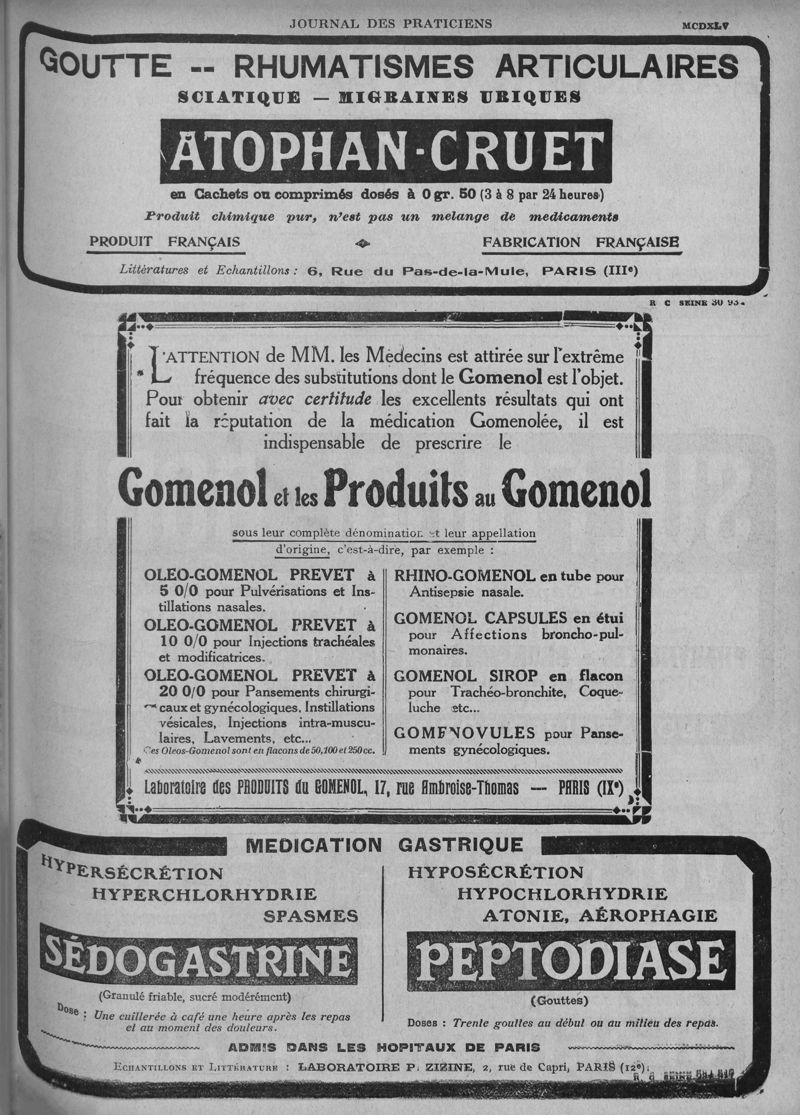 JOURNAL DES PRATICIENS
MCDXLV
GOUTTE -- RHUMATISMES ARTICULAIRES
SCIATIQUE — MIGRAINES URIQUES
ATOPHAN-CRUET
en Cachets ou comprimés dosés à 0 gr. 50 (3 à 8 par 24 heures)
Produit chimique pur, n'est pas un melange de medicaments
PRODUIT FRANÇAIS
FABRICATION FRANÇAISE
Littératures et Echantillons : 6, Rue du Pas-de-la-Mule, PARIS (IIIe)
R C SEINE 30 932
L'ATTENTION de MM. les Médecins est attirée sur l'extrême
fréquence des substitutions dont le Gomenol est l'objet.
Pour obtenir avec certitude les excellents résultats qui ont
fait la réputation de la médication Gomenolée, il est
indispensable de prescrire le
Gomenol et les Produits au Gomenol
sous leur complète dénomination et leur appellation
d'origine, c'est-à-dire, par exemple :
OLEO-GOMENOL PREVET à
5 0/0 pour Pulvérisations et Ins-
tillations nasales.
OLEO-GOMENOL PREVET à
10 0/0 pour Injections trachéales
et modificatrices.
OLEO-GOMENOL PREVET à
20 0/0 pour Pansements chirurgi-
caux et gynécologiques, Instillations
vésicales, Injections intra-muscu-
laires, Lavements, etc...
Ces Oleos-Gomenol sont en flacons de 50, 100 et 250 cc.
RHINO-GOMENOL en tube pour
Antisepsie nasale.
GOMENOL CAPSULES en étui
pour Affections broncho-pul-
monaires.
GOMENOL SIROP en flacon
pour Trachéo-bronchite, Coque-
luche etc...
GOMENOVULES pour Panse-
ments gynécologiques.
Laboratoire des PRODUITS du GOMENOL, 17, rue Ambroise-Thomas — PARIS (IXe)
MEDICATION GASTRIQUE
HYPERSÉCRÉTION
HYPERCHLORHYDRIE
SPASMES
SÉDOGASTRINE
(Granulé friable, sucré modérément)
Dose : Une cuillerée à café une heure après les repas
et au moment des douleurs.
HYPOSÉCRÉTION
HYPOCHLORHYDRIE
ATONIE, AÉROPHAGIE
PEPTODIASE
(Gouttes)
Doses : Trente gouttes au début ou au milieu des repas.
ADMIS DANS LES HOPITAUX DE PARIS
ECHANTILLONS ET LITTÉRATURE : LABORATOIRE P. ZIZINE, 2, rue de Capri, PARIS (12e)
R. C. SEINE